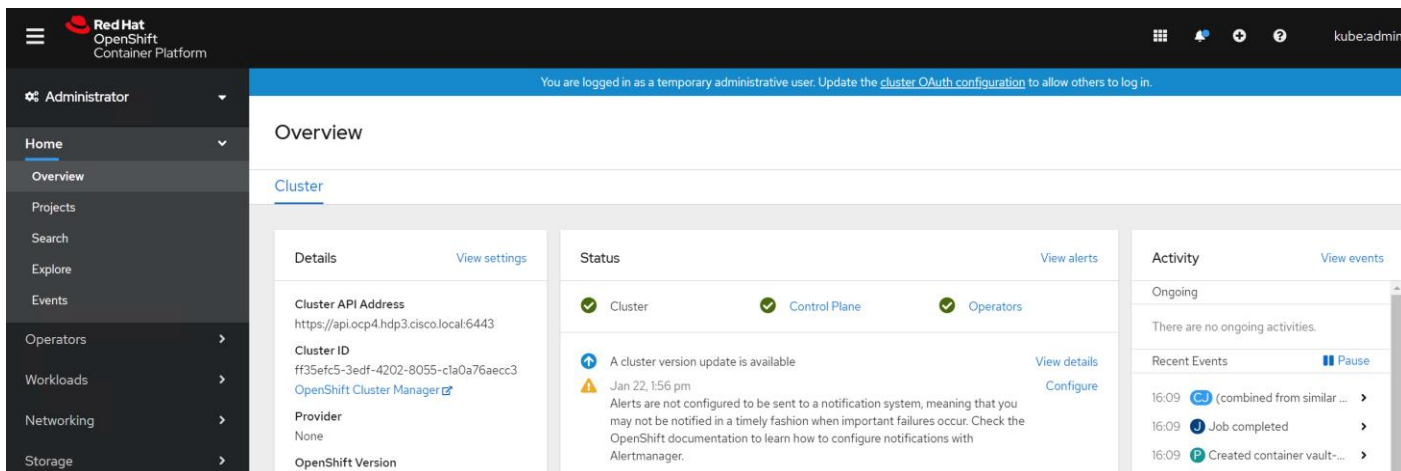 Red Hat
OpenShift
Container Platform
kube:admin
You are logged in as a temporary administrative user. Update the cluster OAuth configuration to allow others to log in.
Administrator
Home
Overview
Projects
Search
Explore
Events
Operators
Workloads
Networking
Storage
Overview
Cluster
Details
View settings
Cluster API Address
https://api.ocp4.hdp3.cisco.local:6443
Cluster ID
ff35efc5-3edf-4202-8055-c1a0a76aecc3
OpenShift Cluster Manager
Provider
None
OpenShift Version
Status
View alerts
Cluster
Control Plane
Operators
A cluster version update is available
View details
Jan 22, 1:56 pm
Configure
Alerts are not configured to be sent to a notification system, meaning that you
may not be notified in a timely fashion when important failures occur. Check the
OpenShift documentation to learn how to configure notifications with
Alertmanager.
Activity
View events
Ongoing
There are no ongoing activities.
Recent Events
Pause
16:09 CJ (combined from similar ...
16:09 J Job completed
16:09 P Created container vault-...